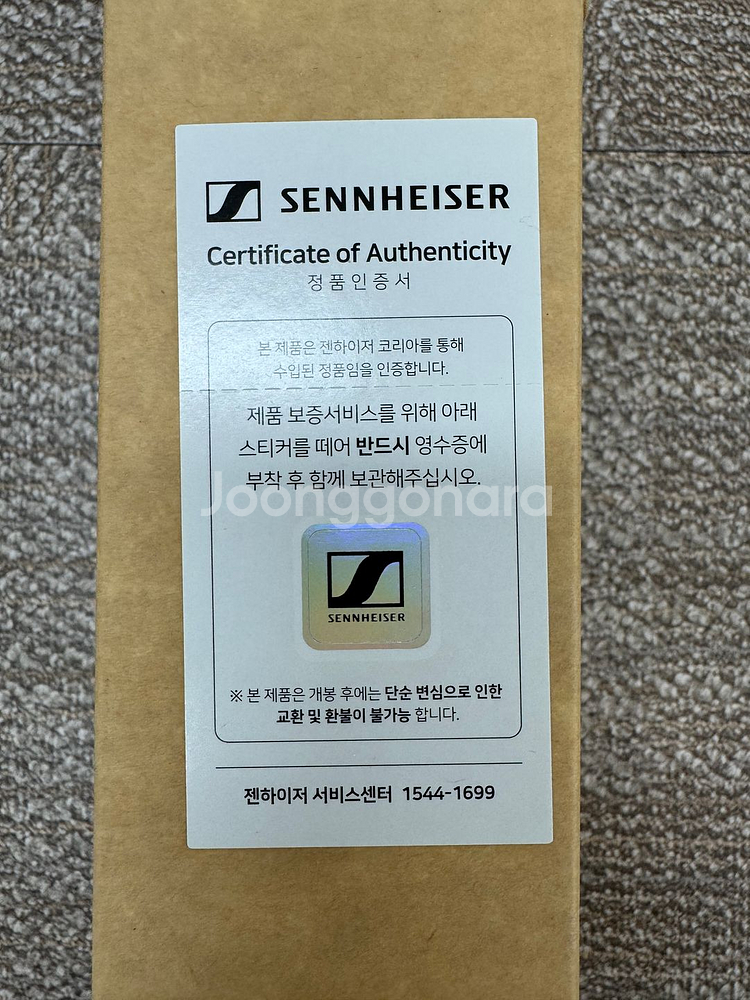 SENNHEISER
Certificate of Authenticity
정품인증서
본 제품은 젠하이저 코리아를 통해
수입된 정품임을 인증합니다.
제품 보증서비스를 위해 아래
스티커를 떼어 반드시 영수증에
부착 후 함께 보관해주십시오.
Joonggonara
SENNHEISER
※ 본 제품은 개봉 후에는 단순 변심으로 인한
교환 및 환불이 불가능 합니다.
젠하이저 서비스센터 1544-1699